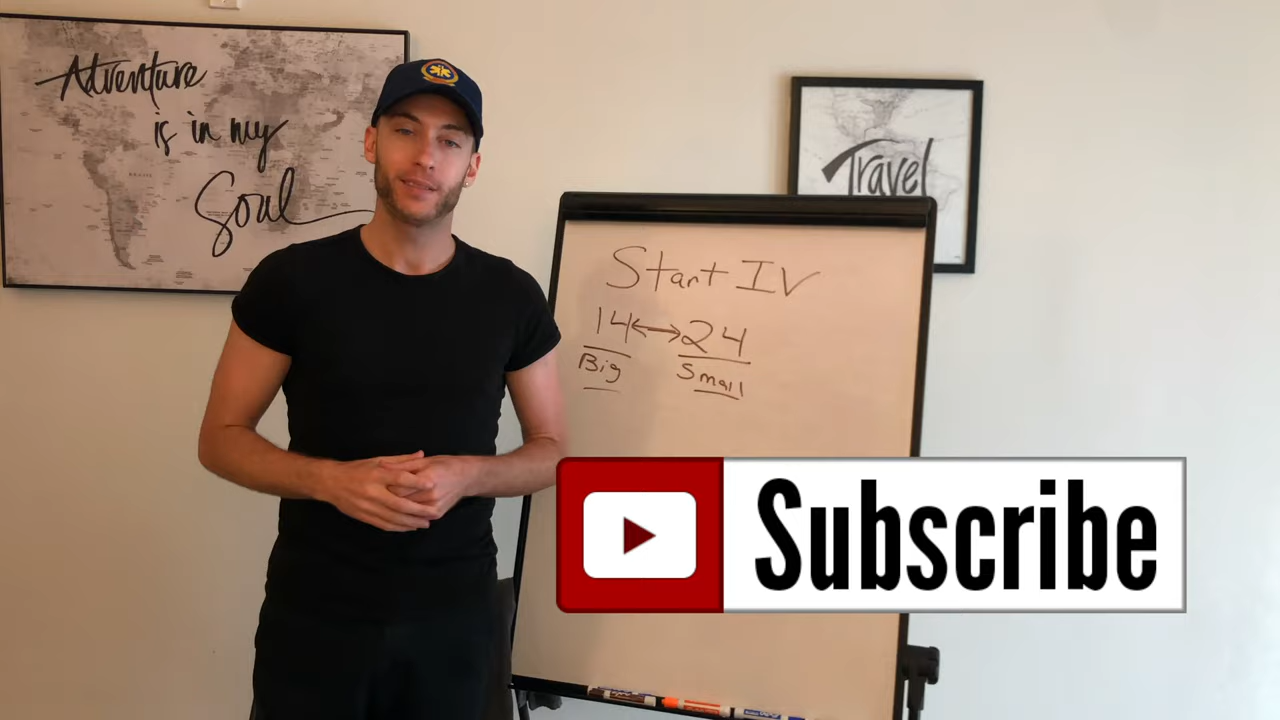 Adventure
is in my
Soul
Travel
Start IV
14 ↔ 24
Big Small
Subscribe